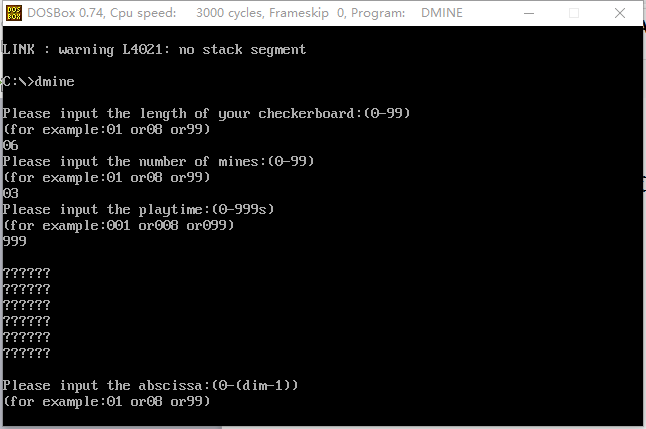 DOSBox 0.74, Cpu speed: 3000 cycles, Frameskip 0, Program: DMINE
LINK : warning L4021: no stack segment
C:\>dmine
Please input the length of your checkerboard:(0-99)
(for example:01 or08 or99)
06
Please input the number of mines:(0-99)
(for example:01 or08 or99)
03
Please input the playtime:(0-999s)
(for example:001 or008 or099)
999
??????
??????
??????
??????
??????
??????
Please input the abscissa:(0-(dim-1))
(for example:01 or08 or99)